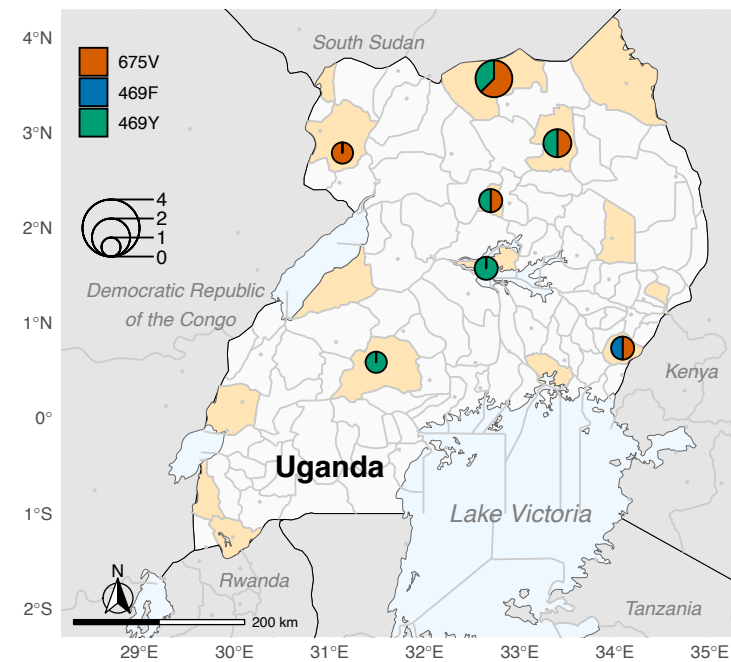 4°N
South Sudan
675V
469F
3°N
469Y
4
2°N
2
1
0
Democratic Republic
of the Congo
1°N
Kenya
0°
Uganda
1°S
Lake Victoria
N
Rwanda
2°S
Tanzania
200 km
29°E 30°E 31°E 32°E 33°E 34°E 35°E